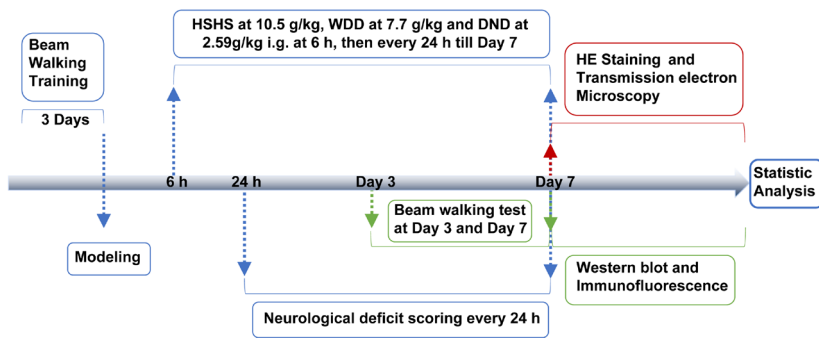 HSHS at 10.5 g/kg, WDD at 7.7 g/kg and DND at
2.59g/kg i.g. at 6 h, then every 24 h till Day 7
Beam
Walking
Training
3 Days
HE Staining and
Transmission electron
Microscopy
6 h
24 h
Day 3
Day 7
Statistic
Analysis
Beam walking test
at Day 3 and Day 7
Modeling
Western blot and
Immunofluorescence
Neurological deficit scoring every 24 h